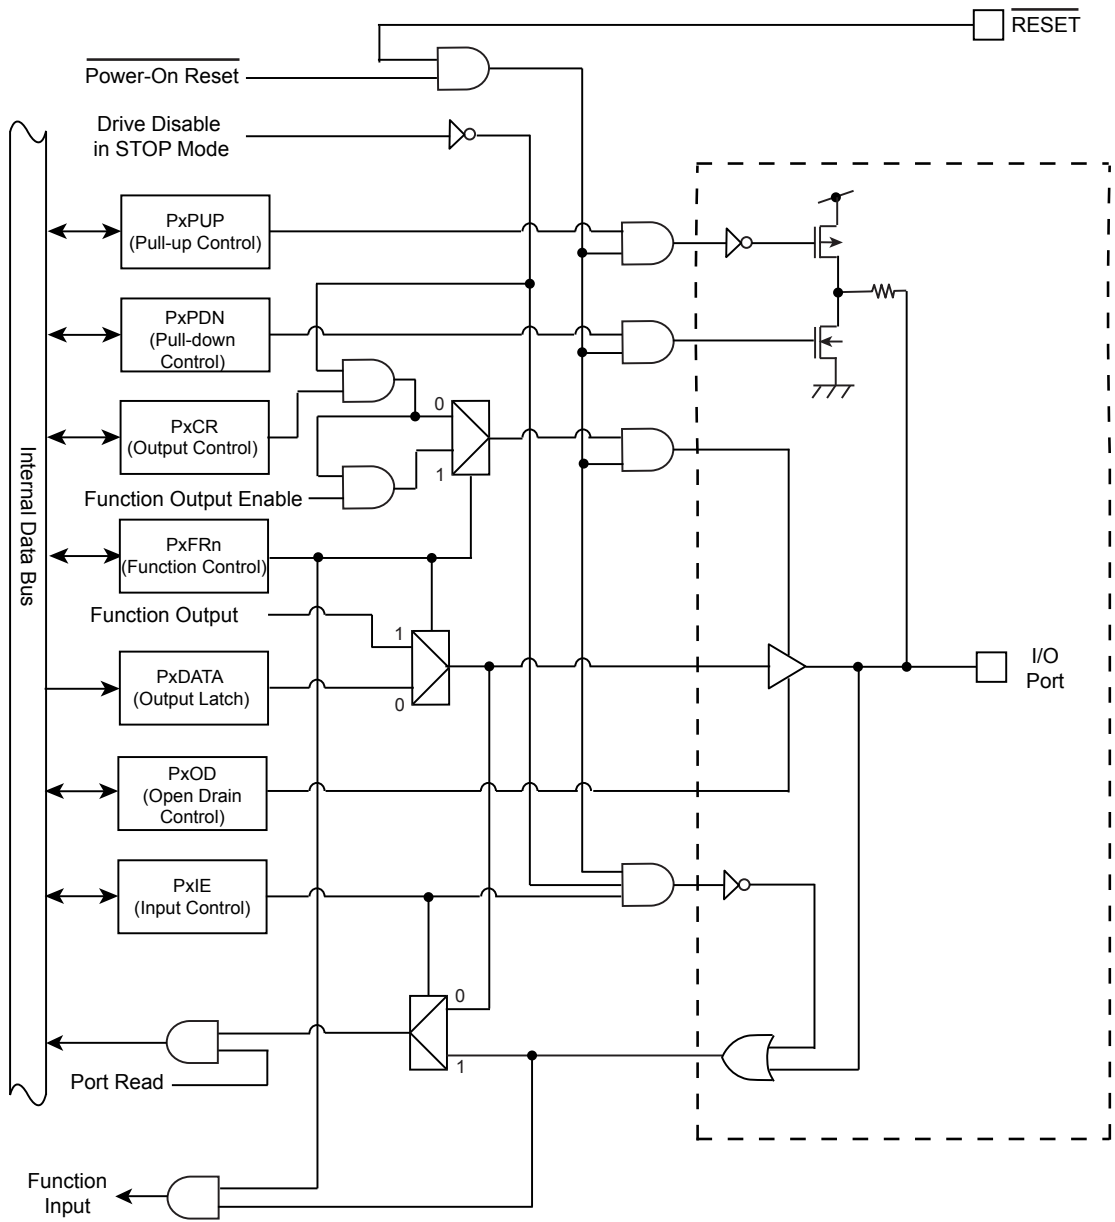 RESET
Power-On Reset
Drive Disable
in STOP Mode
PxPUP
(Pull-up Control)
PxPDN
(Pull-down
Control)
PxCR
(Output Control)
0
1
Function Output Enable
Internal Data Bus
PxFRn
(Function Control)
Function Output
1
0
PxDATA
(Output Latch)
I/O
Port
PxOD
(Open Drain
Control)
PxIE
(Input Control)
0
1
Port Read
Function
Input